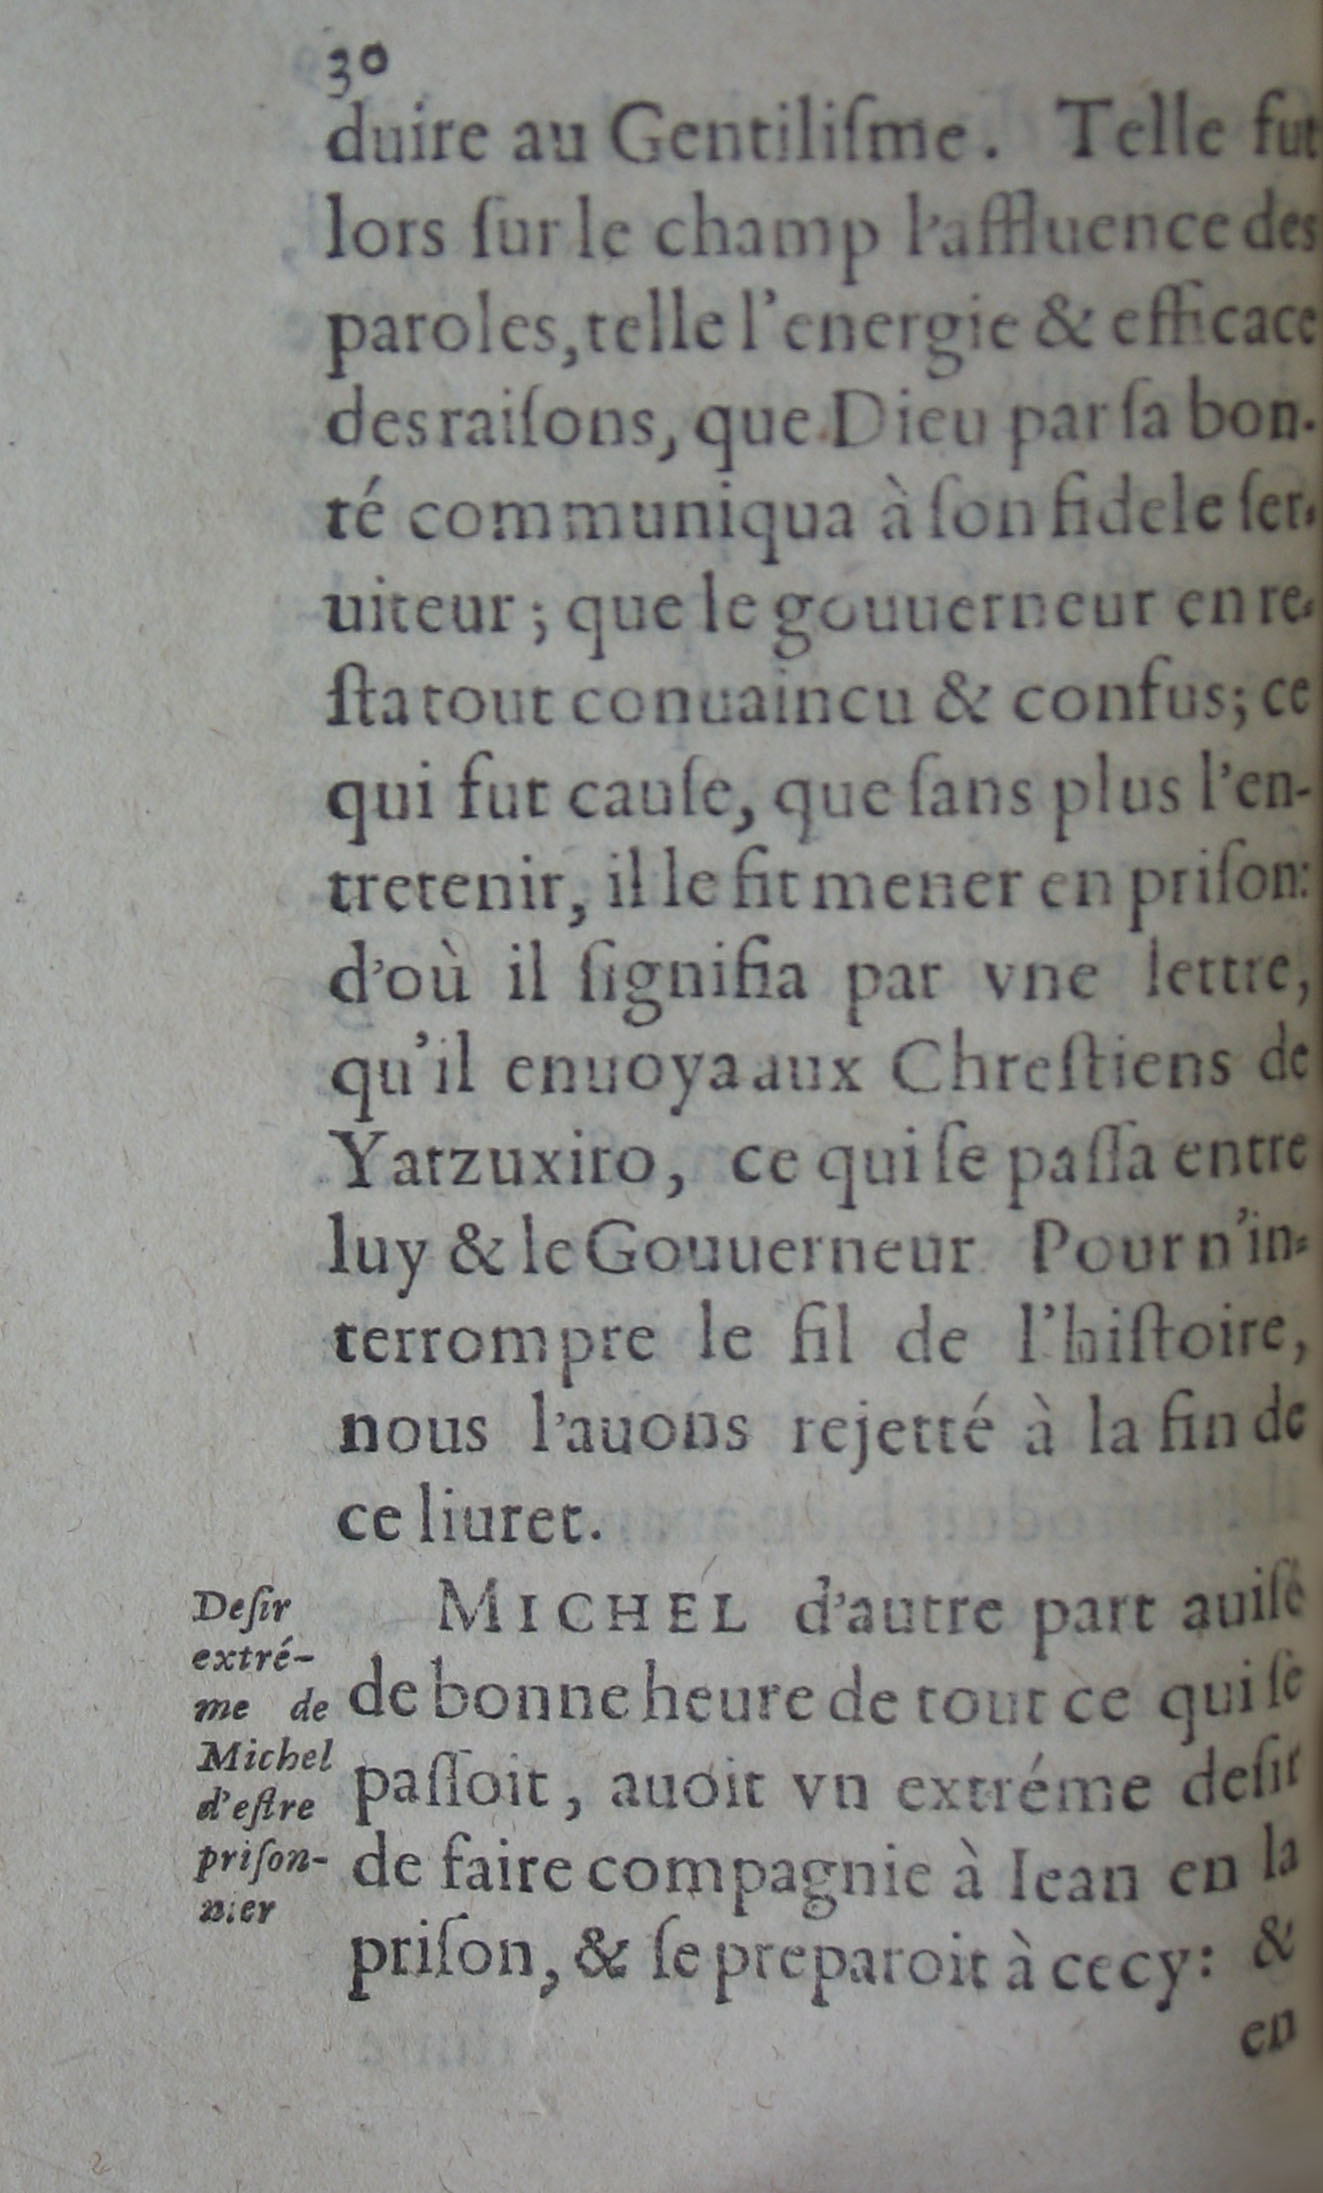 30
duire au Gentiliſme. Telle fut
lors ſur le champ l'affluence des
paroles, telle l'energie & efficace
des raiſons, que Dieu par ſa bon-
té communiqua à ſon fidele ſer-
uiteur; que le gouuerneur en re-
ſta tout conuaincu & confus; ce
qui fut cauſe, que ſans plus l'en-
tretenir, il le fit mener en priſon:
d'où il ſignifia par vne lettre,
qu'il enuoya aux Chreſtiens de
Yatzuxiro, ce qui ſe paſſa entre
luy & le Gouuerneur Pour n'in-
terrompre le fil de l'hiſtoire,
nous l'auons rejetté à la fin de
ce liuret.
MICHEL d'autre part auiſé
de bonne heure de tout ce qui ſe
paſſoit, auoit vn extréme deſir
de faire compagnie à Iean en la
priſon, & ſe preparoit à cecy: &
en
Deſir
extré-
me de
Michel
d'eſtre
priſon-
nier